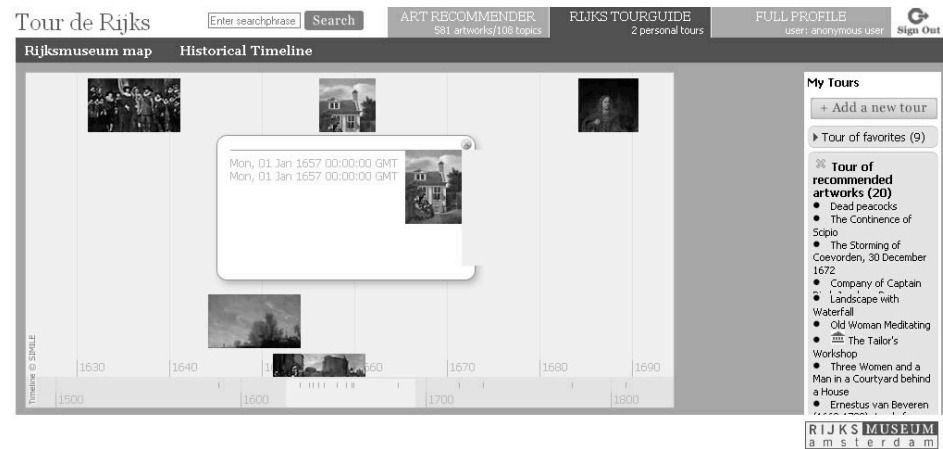 Tour de Rijks
Enter searchphrase
Search
ART RECOMMENDER
581 artworks/108 topics
RIJKS TOURGUIDE
2 personal tours
FULL PROFILE
user: anonymous user
Sign Out
Rijksmuseum map
Historical Timeline
Mon, 01 Jan 1657 00:00:00 GMT
Mon, 01 Jan 1657 00:00:00 GMT
1630
1640
60
1670
1680
1690
1500
1600
1700
1800
Timeline © SIMILE
My Tours
+ Add a new tour
Tour of favorites (9)
Tour of
recommended
artworks (20)
Dead peacocks
The Continence of
Scipio
The Storming of
Coevorden, 30 December
1672
Company of Captain
Landscape with
Waterfall
Old Woman Meditating
The Tailor's
Workshop
Three Women and a
Man in a Courtyard behind
a House
Ernestus van Beveren
RIJKS MUSEUM
amsterdam